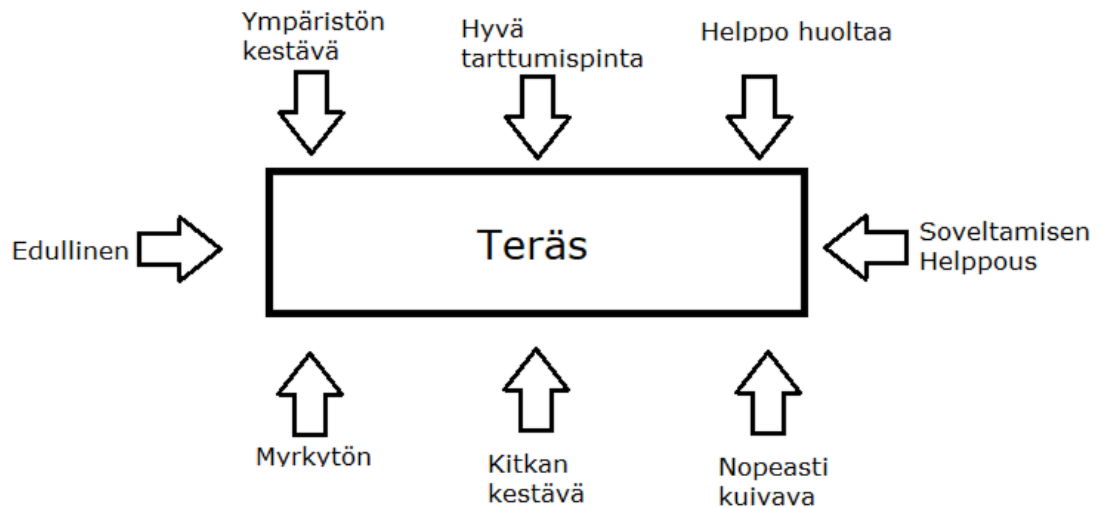 Ympäristön
kestävä
Hyvä
tarttumispinta
Helppo huoltaa
Edullinen
Teräs
Soveltamisen
Helppous
Myrkytön
Kitkan
kestävä
Nopeasti
kuivava